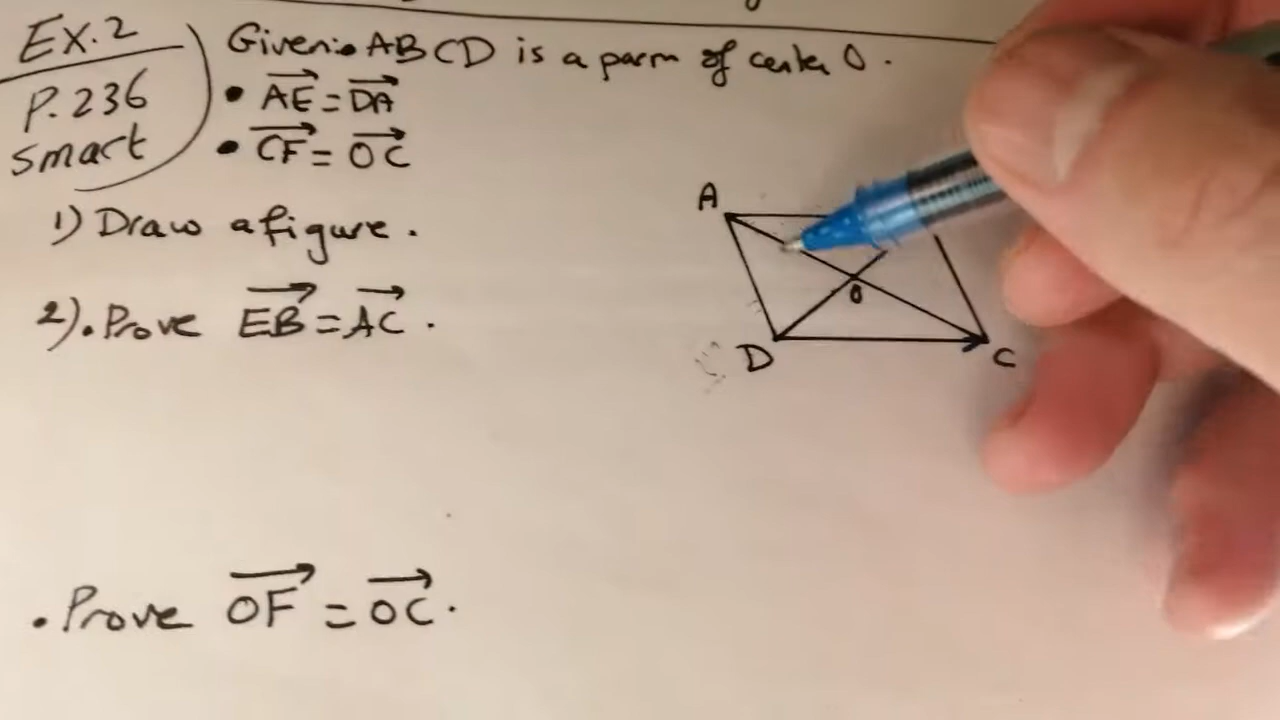 Ex.2
P.236
smart
Given: ABCD is a parm of center O.
• AE = DA
• CF = OC
1) Draw a figure.
2). Prove EB = AC.
• Prove OF = OC.
A
O
D
C